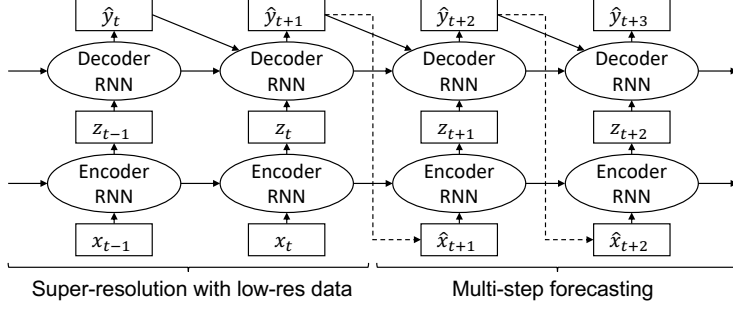 ŷ_t ŷ_{t+1} ŷ_{t+2} ŷ_{t+3}
Decoder RNN Decoder RNN Decoder RNN Decoder RNN
z_{t−1} z_t z_{t+1} z_{t+2}
Encoder RNN Encoder RNN Encoder RNN Encoder RNN
x_{t−1} x_t x̂_{t+1} x̂_{t+2}
Super-resolution with low-res data Multi-step forecasting